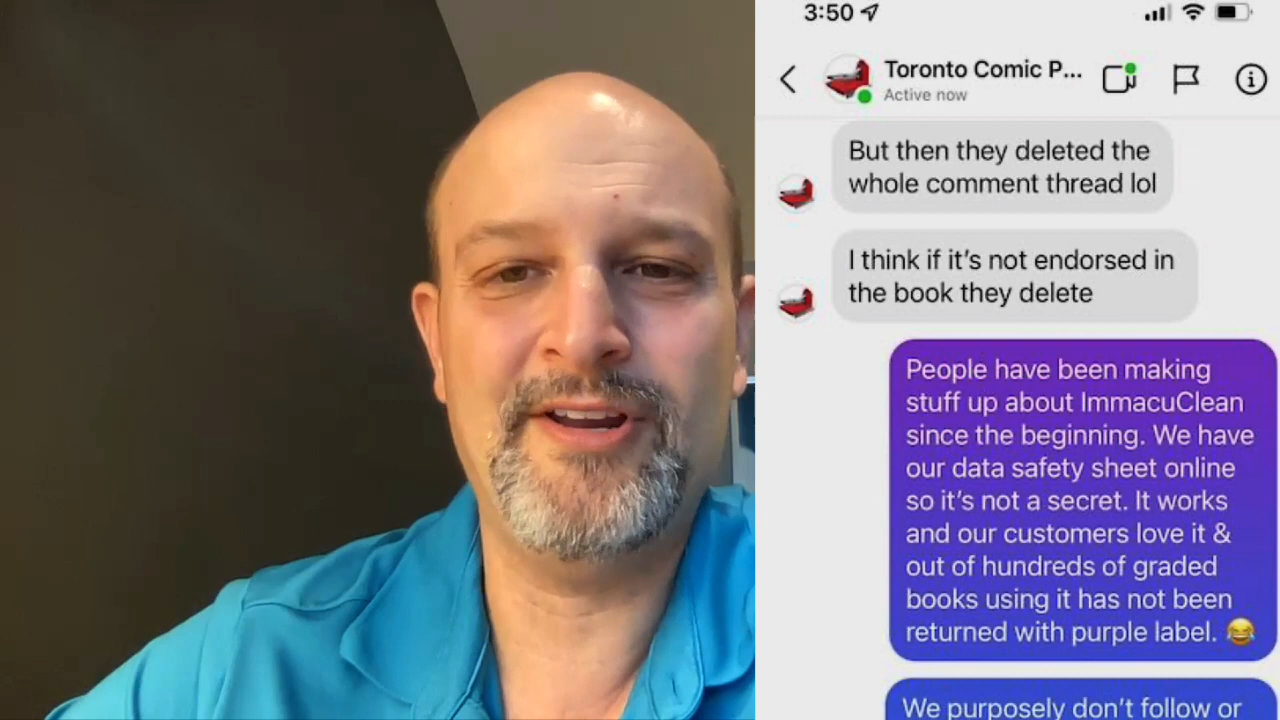 3:50
Toronto Comic P...
Active now
But then they deleted the
whole comment thread lol
I think if it's not endorsed in
the book they delete
People have been making
stuff up about ImmacuClean
since the beginning. We have
our data safety sheet online
so it's not a secret. It works
and our customers love it &
out of hundreds of graded
books using it has not been
returned with purple label. 😂
We purposely don't follow or